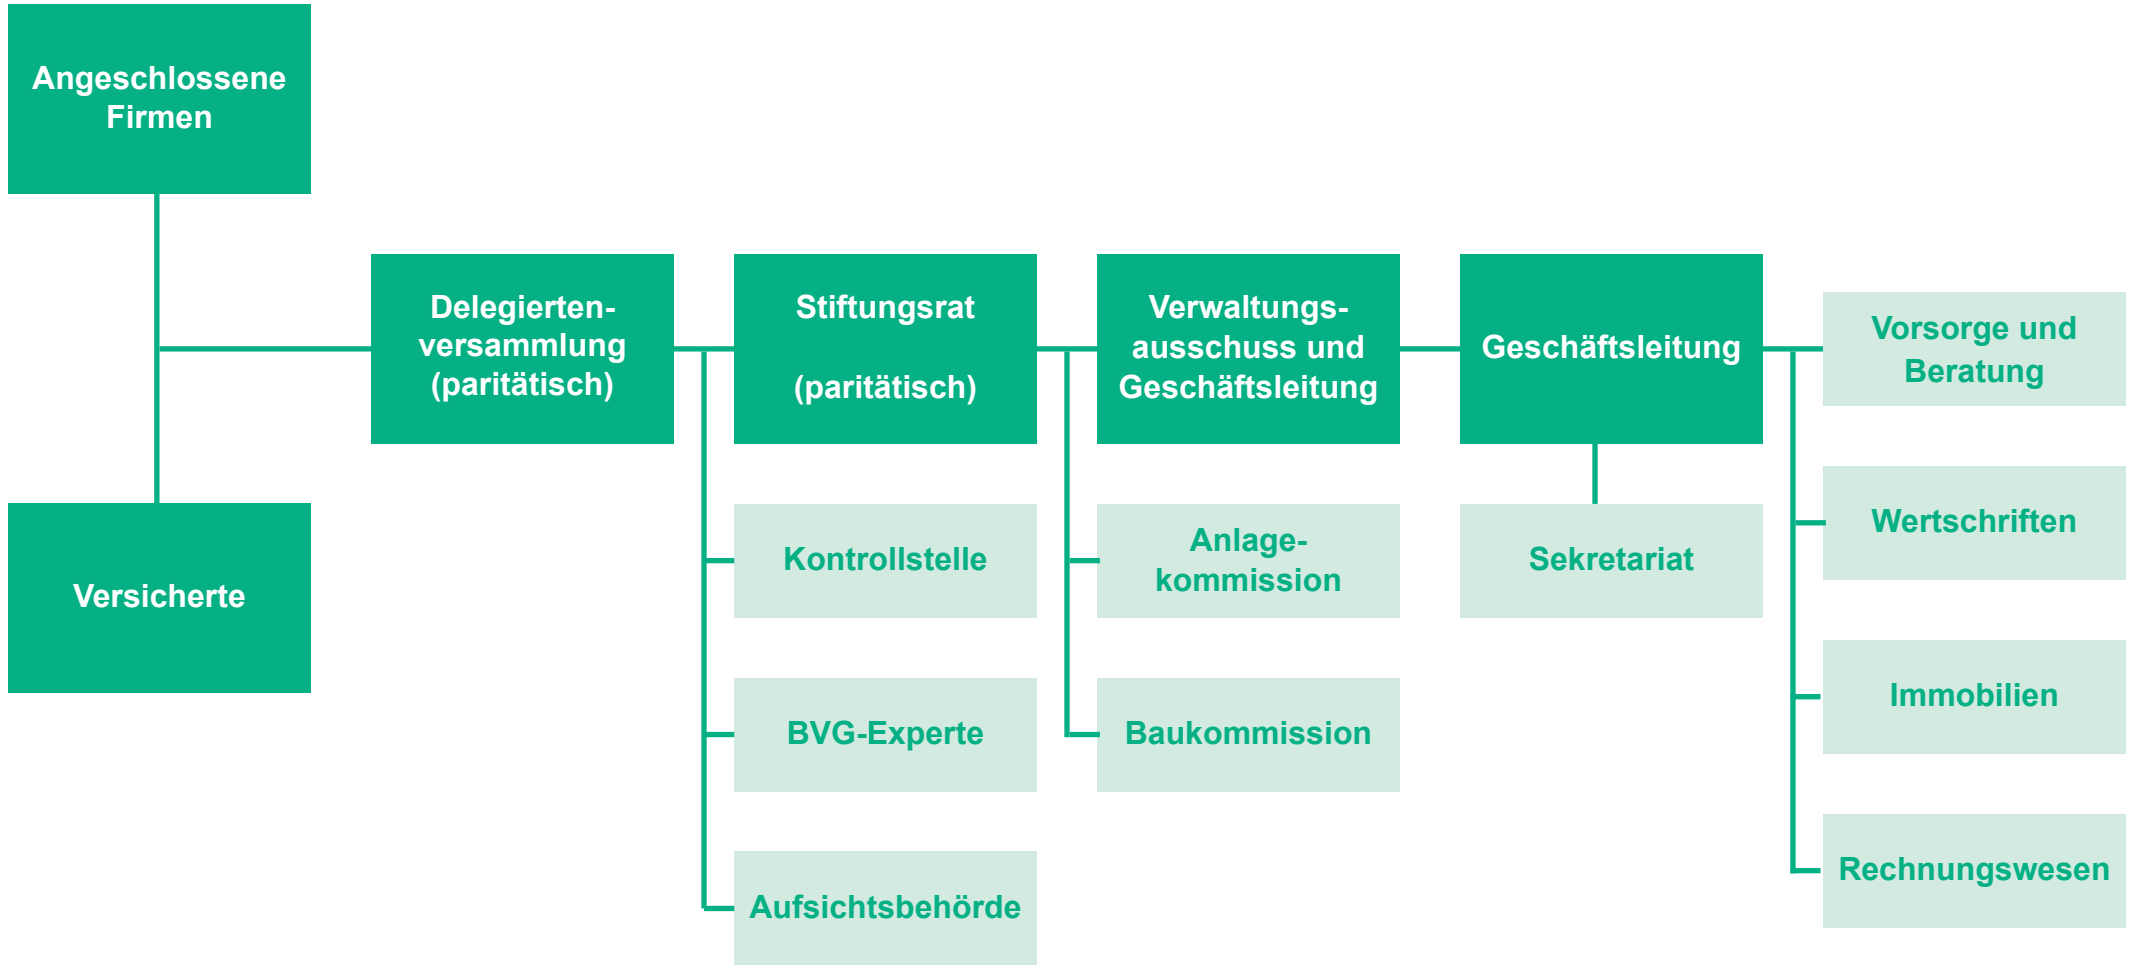 Angeschlossene
Firmen
Versicherte
Delegierten-
versammlung
(paritätisch)
Stiftungsrat
(paritätisch)
Kontrollstelle
BVG-Experte
Aufsichtsbehörde
Verwaltungs-
ausschuss und
Geschäftsleitung
Anlage-
kommission
Baukommission
Geschäftsleitung
Sekretariat
Vorsorge und
Beratung
Wertschriften
Immobilien
Rechnungswesen